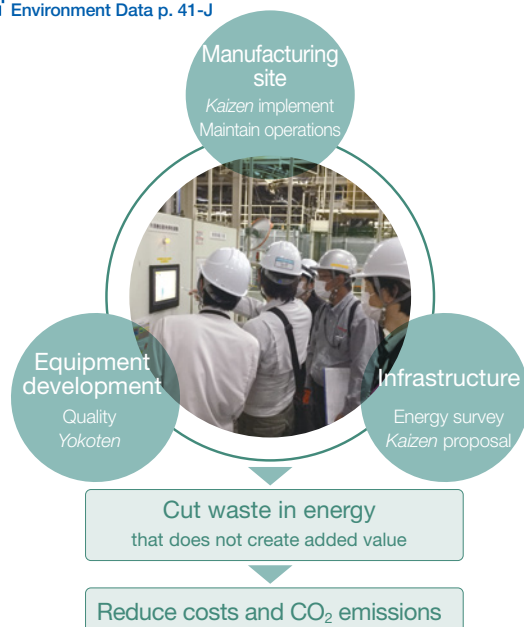 Environment Data p. 41-J
Manufacturing
site
Kaizen implement
Maintain operations
Equipment
development
Quality
Yokoten
Infrastructure
Energy survey
Kaizen proposal
Cut waste in energy
that does not create added value
Reduce costs and CO₂ emissions